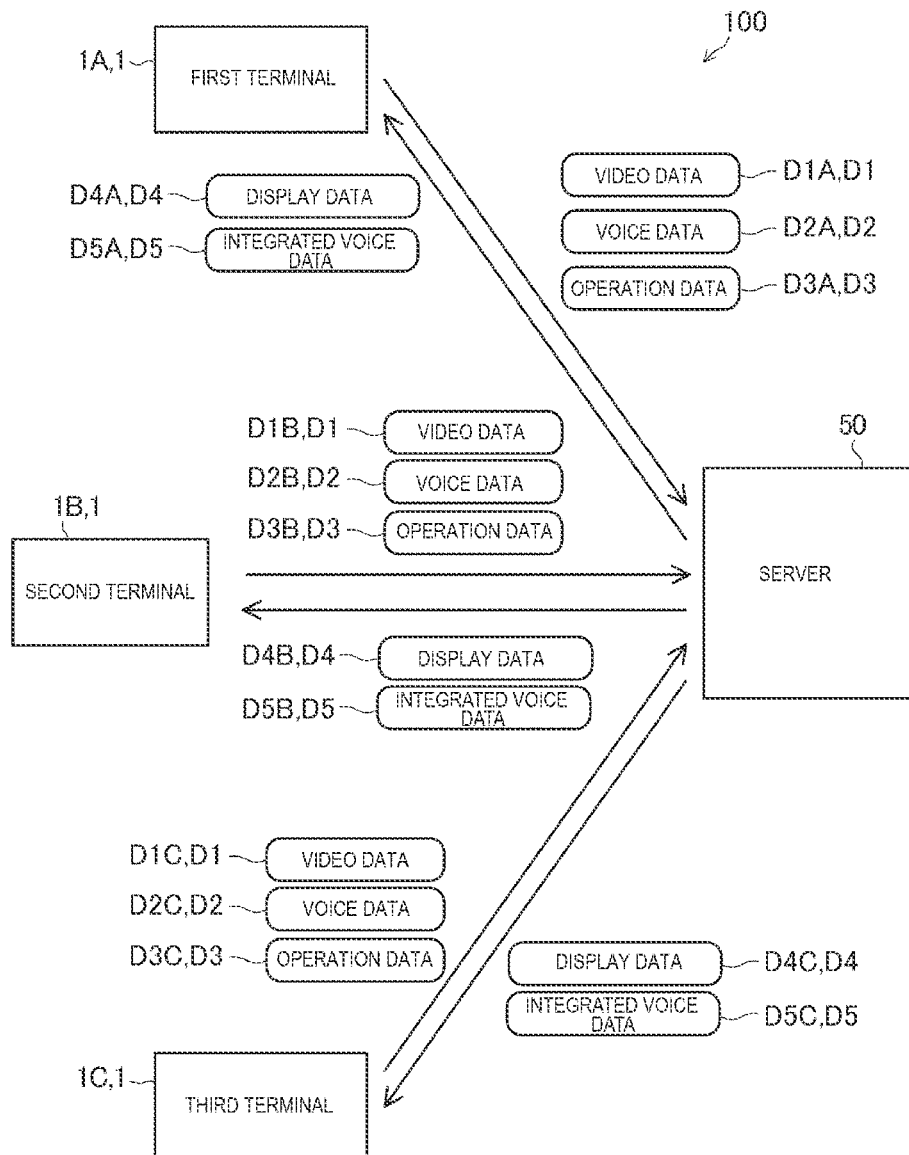 100
1A,1
FIRST TERMINAL
D4A,D4
DISPLAY DATA
D5A,D5
INTEGRATED VOICE
DATA
VIDEO DATA
D1A,D1
VOICE DATA
D2A,D2
OPERATION DATA
D3A,D3
D1B,D1
VIDEO DATA
D2B,D2
VOICE DATA
D3B,D3
OPERATION DATA
1B,1
SECOND TERMINAL
50
SERVER
D4B,D4
DISPLAY DATA
D5B,D5
INTEGRATED VOICE
DATA
D1C,D1
VIDEO DATA
D2C,D2
VOICE DATA
D3C,D3
OPERATION DATA
DISPLAY DATA
D4C,D4
INTEGRATED VOICE
DATA
D5C,D5
1C,1
THIRD TERMINAL